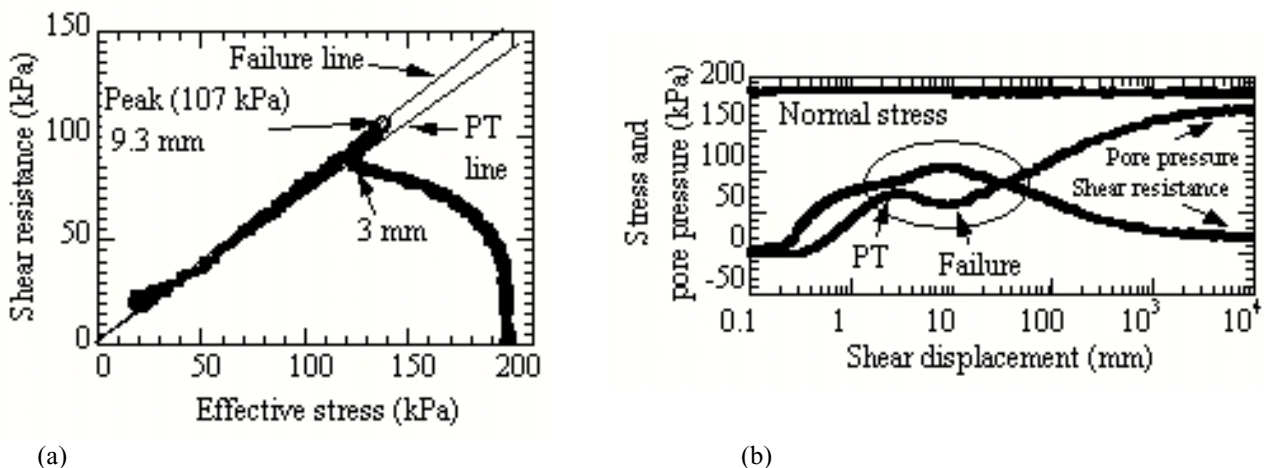 150
100
50
0
Shear resistance (kPa)
Failure line
Peak (107 kPa)
9.3 mm
PT
line
3 mm
0 50 100 150 200
Effective stress (kPa)
(a)
200
150
100
50
0
-50
Stress and
pore pressure (kPa)
Normal stress
Pore pressure
Shear resistance
PT
Failure
0.1 1 10 100 10³ 10⁴
Shear displacement (mm)
(b)